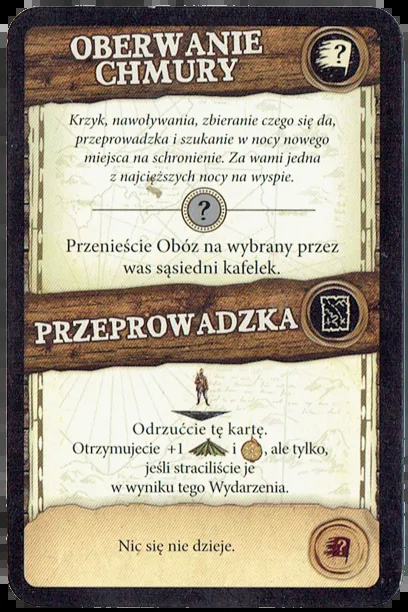 OBERWANIE
CHMURY
?
Krzyk, nawoływania, zbieranie czego się da,
przeprowadzka i szukanie w nocy nowego
miejsca na schronienie. Za wami jedna
z najcięższych nocy na wyspie.
?
Przenieście Obóz na wybrany przez
was sąsiedni kafelek.
PRZEPROWADZKA
Odrzućcie tę kartę.
Otrzymujecie +1 i , ale tylko,
jeśli straciliście je
w wyniku tego Wydarzenia.
Nic się nie dzieje.
?